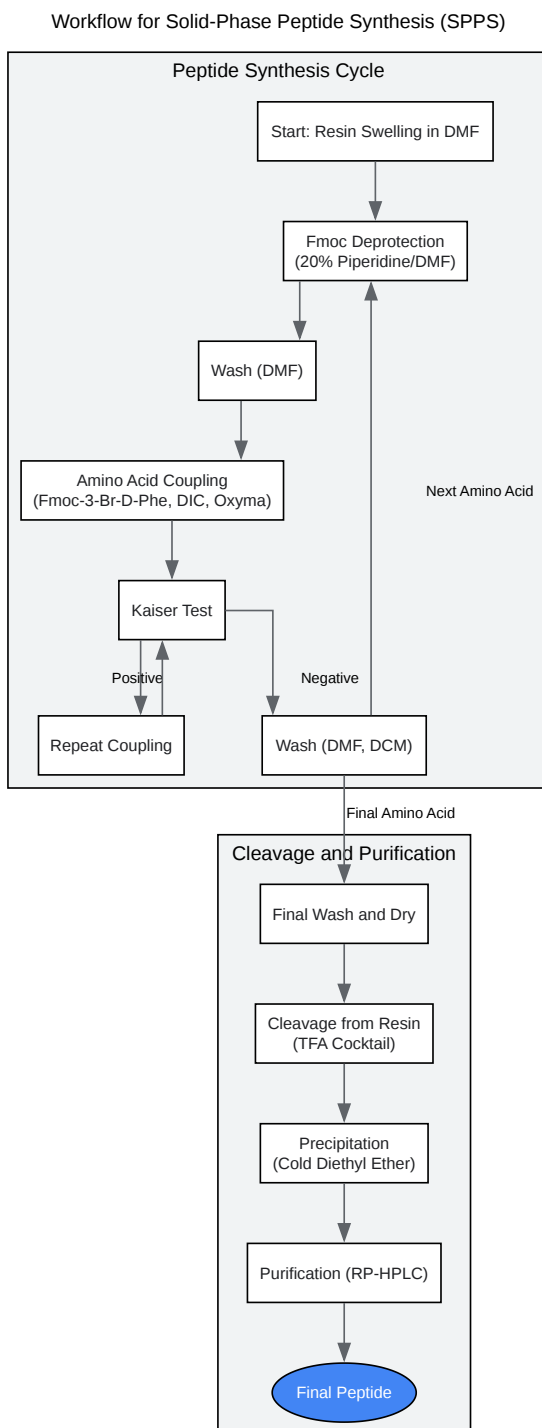 Workflow for Solid-Phase Peptide Synthesis (SPPS)
Peptide Synthesis Cycle
Start: Resin Swelling in DMF
Fmoc Deprotection
(20% Piperidine/DMF)
Wash (DMF)
Amino Acid Coupling
(Fmoc-3-Br-D-Phe, DIC, Oxyma)
Next Amino Acid
Kaiser Test
Positive
Negative
Repeat Coupling
Wash (DMF, DCM)
Final Amino Acid
Cleavage and Purification
Final Wash and Dry
Cleavage from Resin
(TFA Cocktail)
Precipitation
(Cold Diethyl Ether)
Purification (RP-HPLC)
Final Peptide